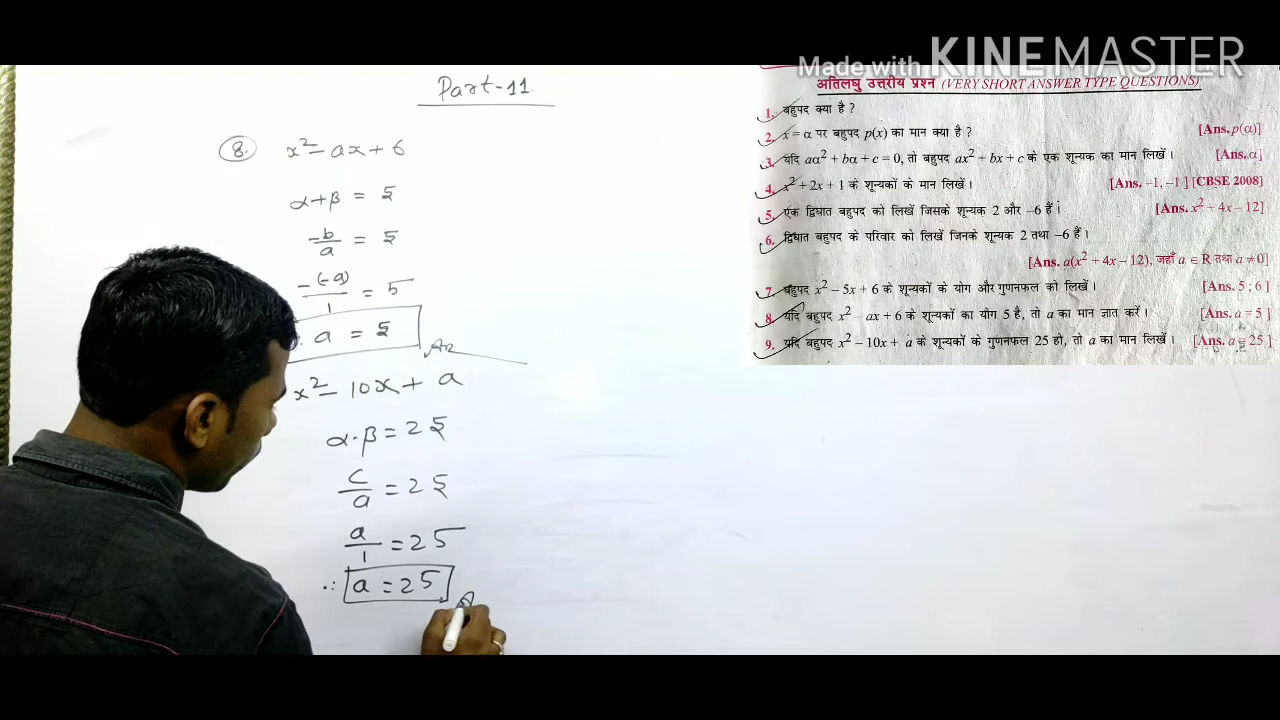 Made with KINEMASTER
Part-11.
8. x² - ax + 6
α+β = 5
-b/a = 5
-(-a)/1 = 5
a = 5
x² - 10x + a
α·β = 25
c/a = 25
a/1 = 25
∴ a = 25
अतिलघु उत्तरीय प्रश्न (VERY SHORT ANSWER TYPE QUESTIONS)
1. बहुपद क्या है ?
2. x = α पर बहुपद p(x) का मान क्या है ? [Ans. p(α)]
3. यदि aα² + bα + c = 0, तो बहुपद ax² + bx + c के एक शून्यक का मान लिखें। [Ans. α]
4. x² + 2x + 1 के शून्यकों के मान लिखें। [Ans. –1, –1 ] [CBSE 2008]
5. एक द्विघात बहुपद को लिखें जिसके शून्यक 2 और –6 हैं। [Ans. x² + 4x – 12]
6. द्विघात बहुपद के परिवार को लिखें जिनके शून्यक 2 तथा –6 हैं।
[Ans. a(x² + 4x – 12), जहाँ a ∈ R तथा a ≠ 0]
7. बहुपद x² – 5x + 6 के शून्यकों के योग और गुणनफल को लिखें। [Ans. 5 ; 6 ]
8. यदि बहुपद x² – ax + 6 के शून्यकों का योग 5 है, तो a का मान ज्ञात करें। [Ans. a = 5 ]
9. यदि बहुपद x² – 10x + a के शून्यकों के गुणनफल 25 हो, तो a का मान लिखें। [Ans. a = 25 ]